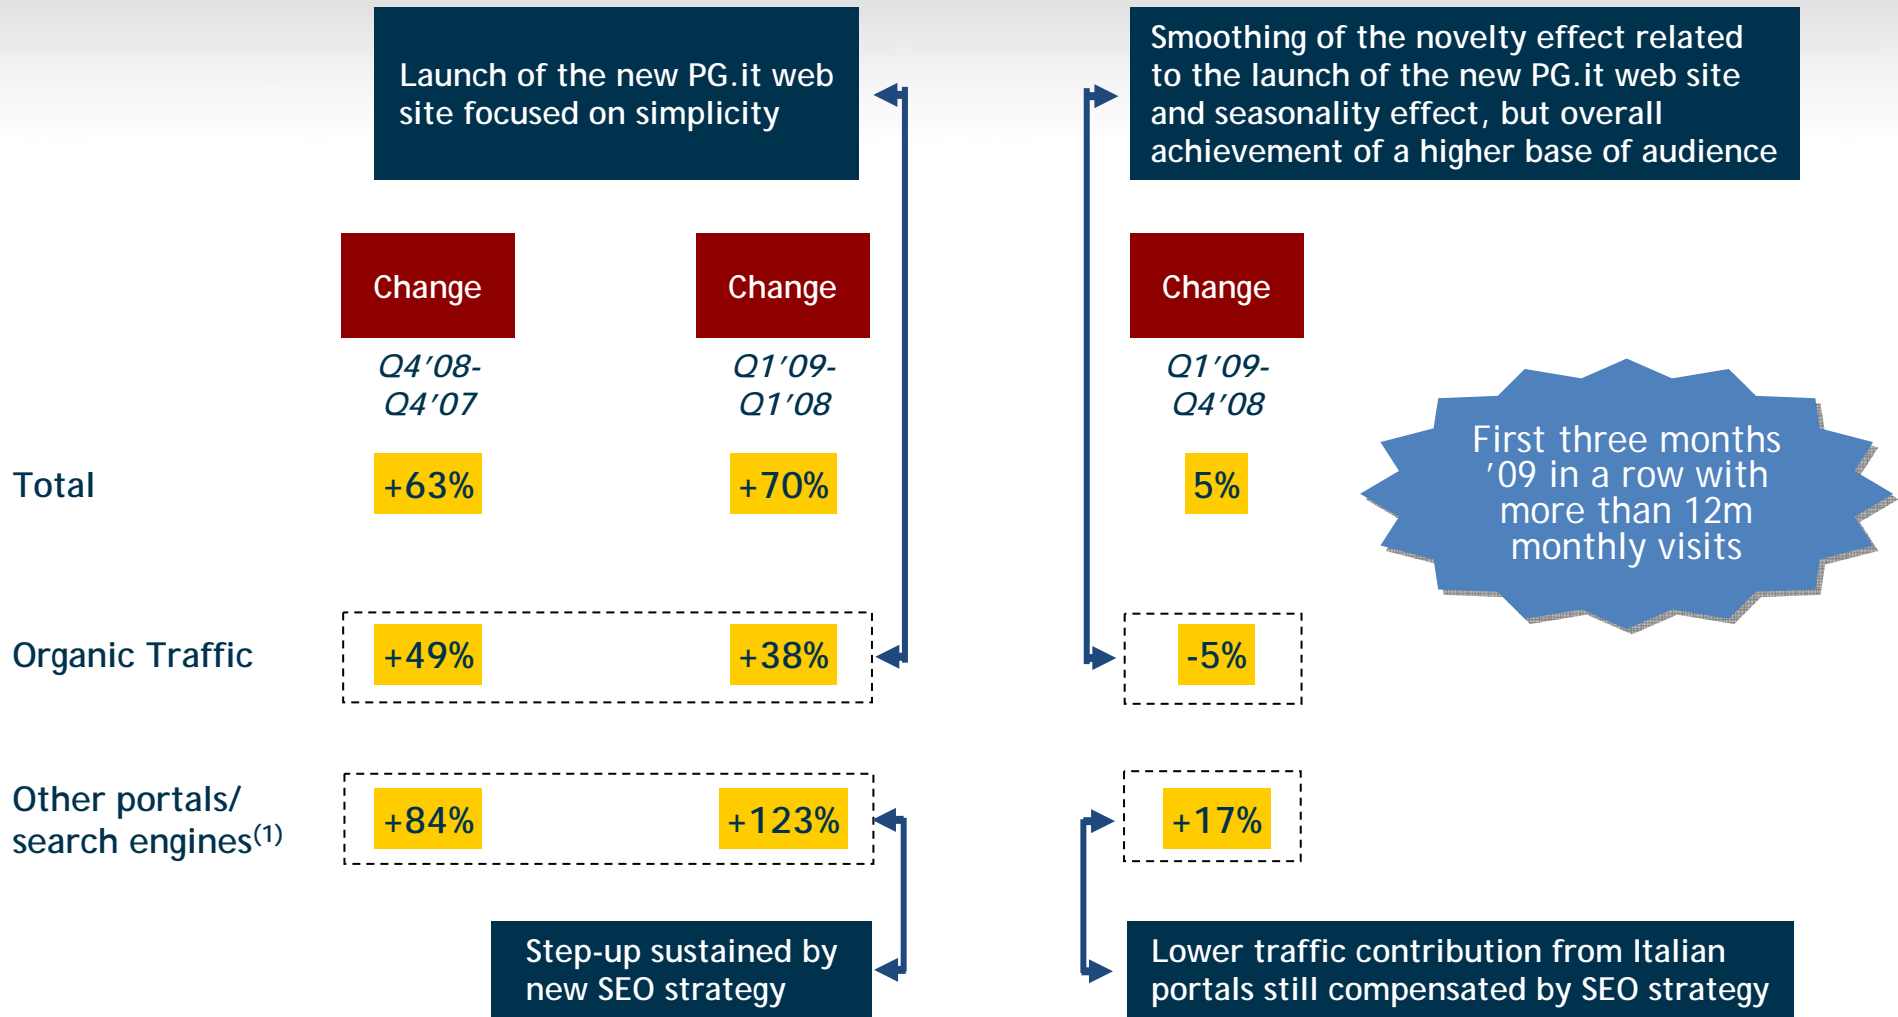 Launch of the new PG.it web
site focused on simplicity
Smoothing of the novelty effect related
to the launch of the new PG.it web site
and seasonality effect, but overall
achievement of a higher base of audience
Change
Change
Change
Q4’08-
Q4’07
Q1’09-
Q1’08
Q1’09-
Q4’08
First three months
’09 in a row with
more than 12m
monthly visits
Total
+63%
+70%
5%
Organic Traffic
+49%
+38%
-5%
Other portals/
search engines(1)
+84%
+123%
+17%
Step-up sustained by
new SEO strategy
Lower traffic contribution from Italian
portals still compensated by SEO strategy